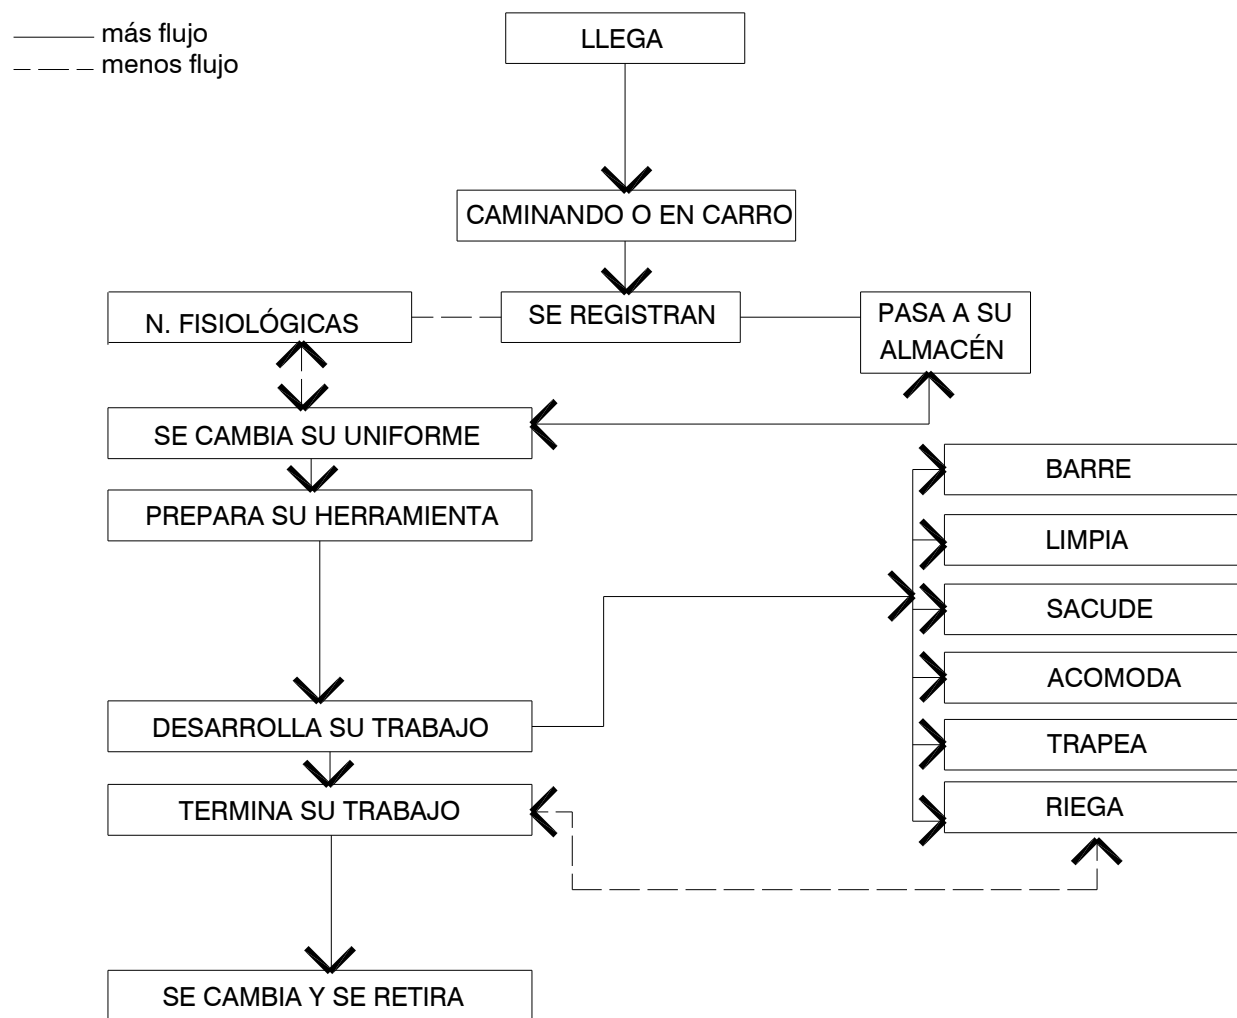 más flujo
menos flujo
LLEGA
CAMINANDO O EN CARRO
N. FISIOLÓGICAS
SE REGISTRAN
PASA A SU
ALMACÉN
SE CAMBIA SU UNIFORME
PREPARA SU HERRAMIENTA
BARRE
LIMPIA
SACUDE
ACOMODA
TRAPEA
RIEGA
DESARROLLA SU TRABAJO
TERMINA SU TRABAJO
SE CAMBIA Y SE RETIRA